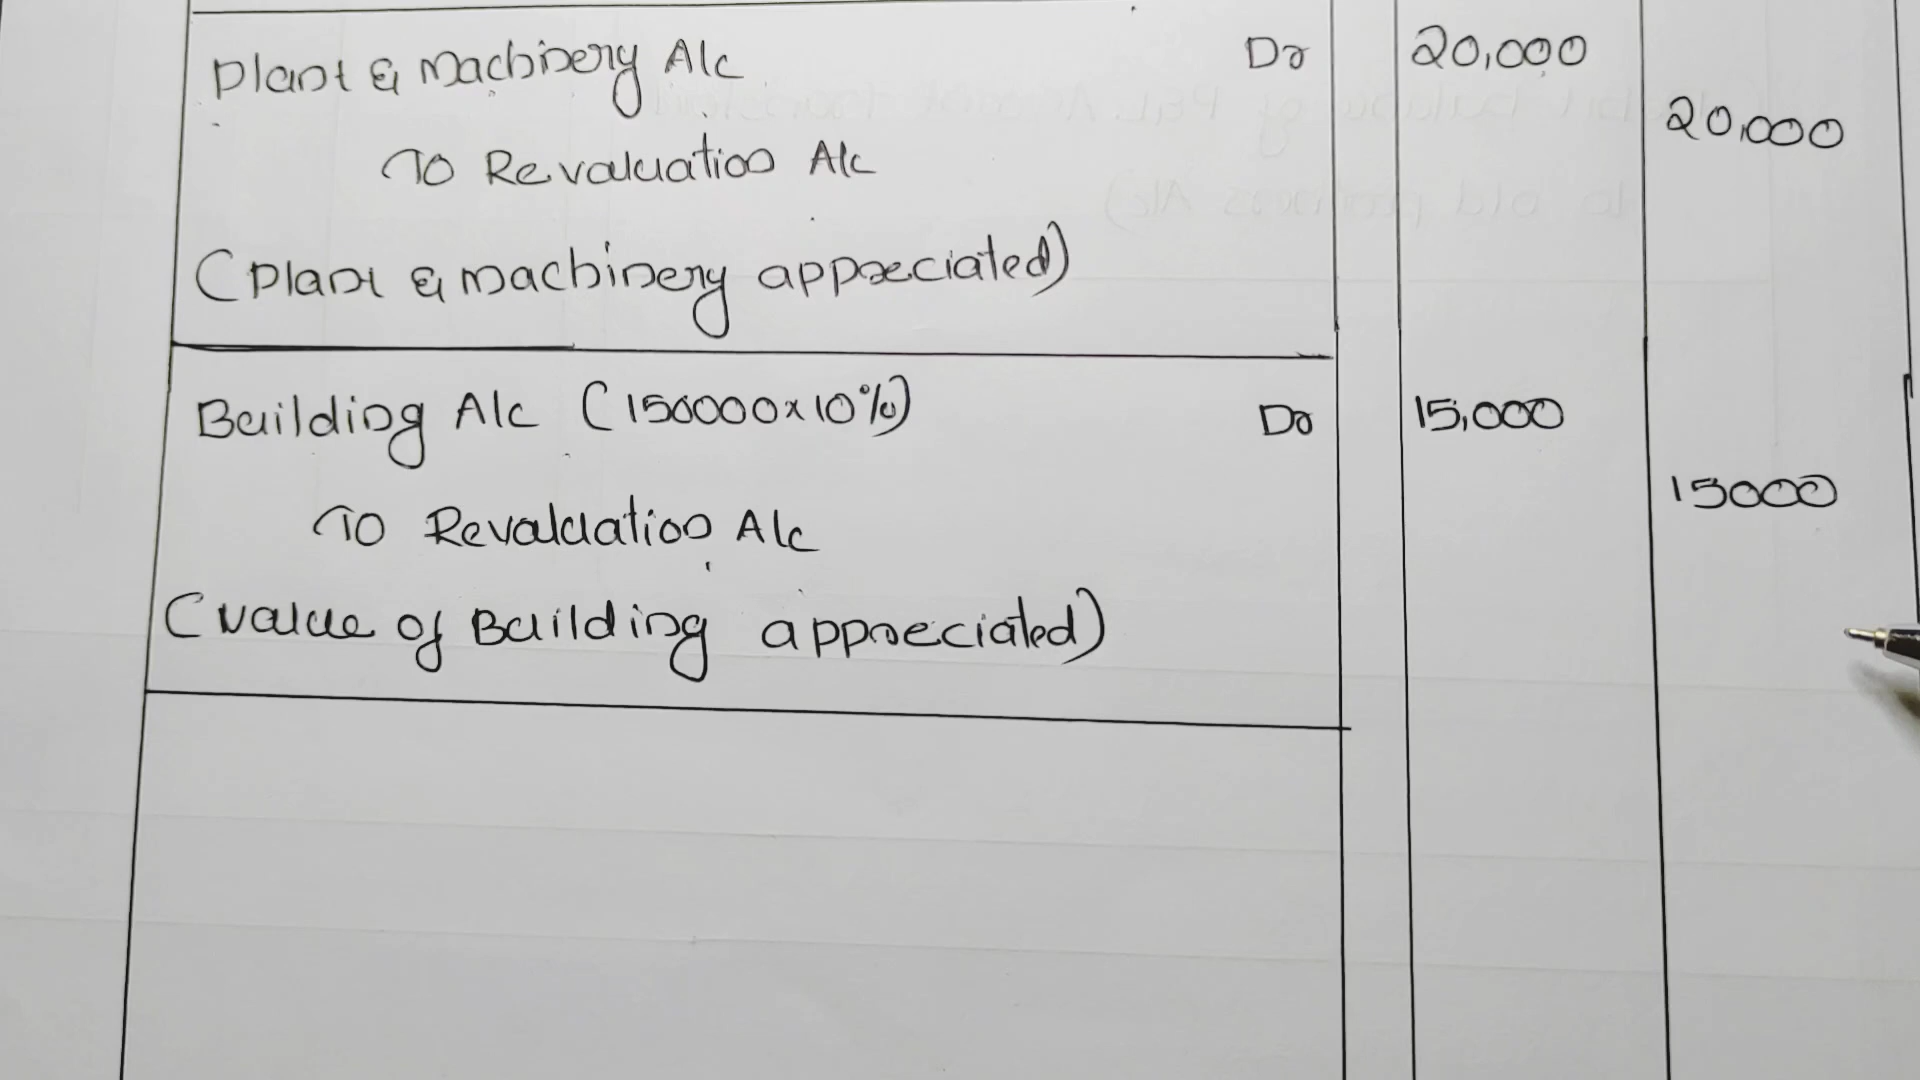 Plant & Machinery A/c Dr 20,000
To Revaluation A/c 20,000
(Plant & machinery appreciated)
Building A/c (150000x10%) Dr 15,000
To Revaluation A/c 15000
(value of Building appreciated)